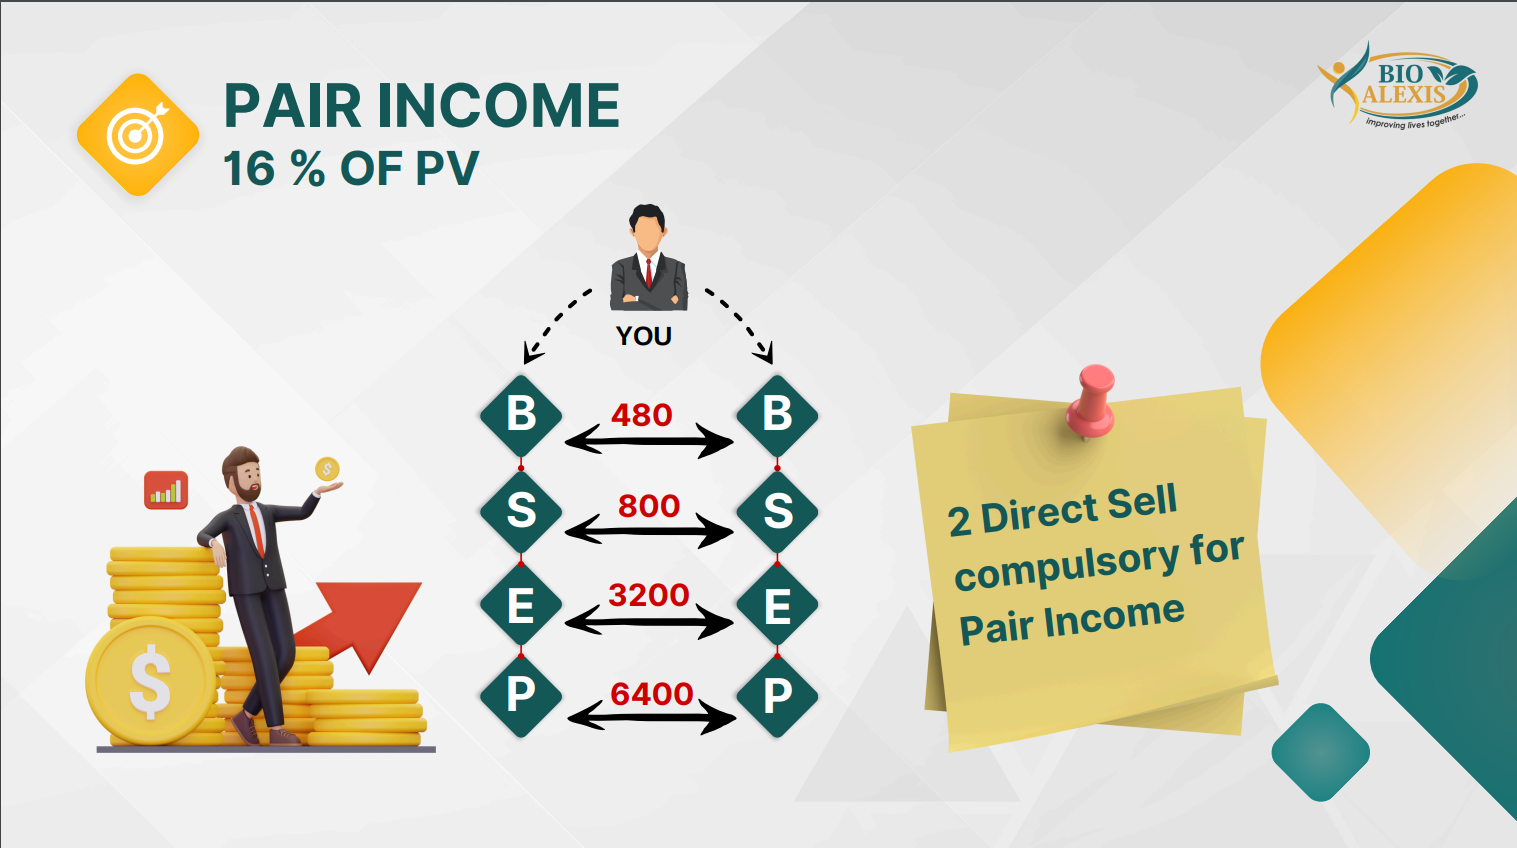 PAIR INCOME
16 % OF PV
BIO
ALEXIS
improving lives together...
YOU
B 480 B
S 800 S
E 3200 E
P 6400 P
2 Direct Sell
compulsory for
Pair Income
$
$